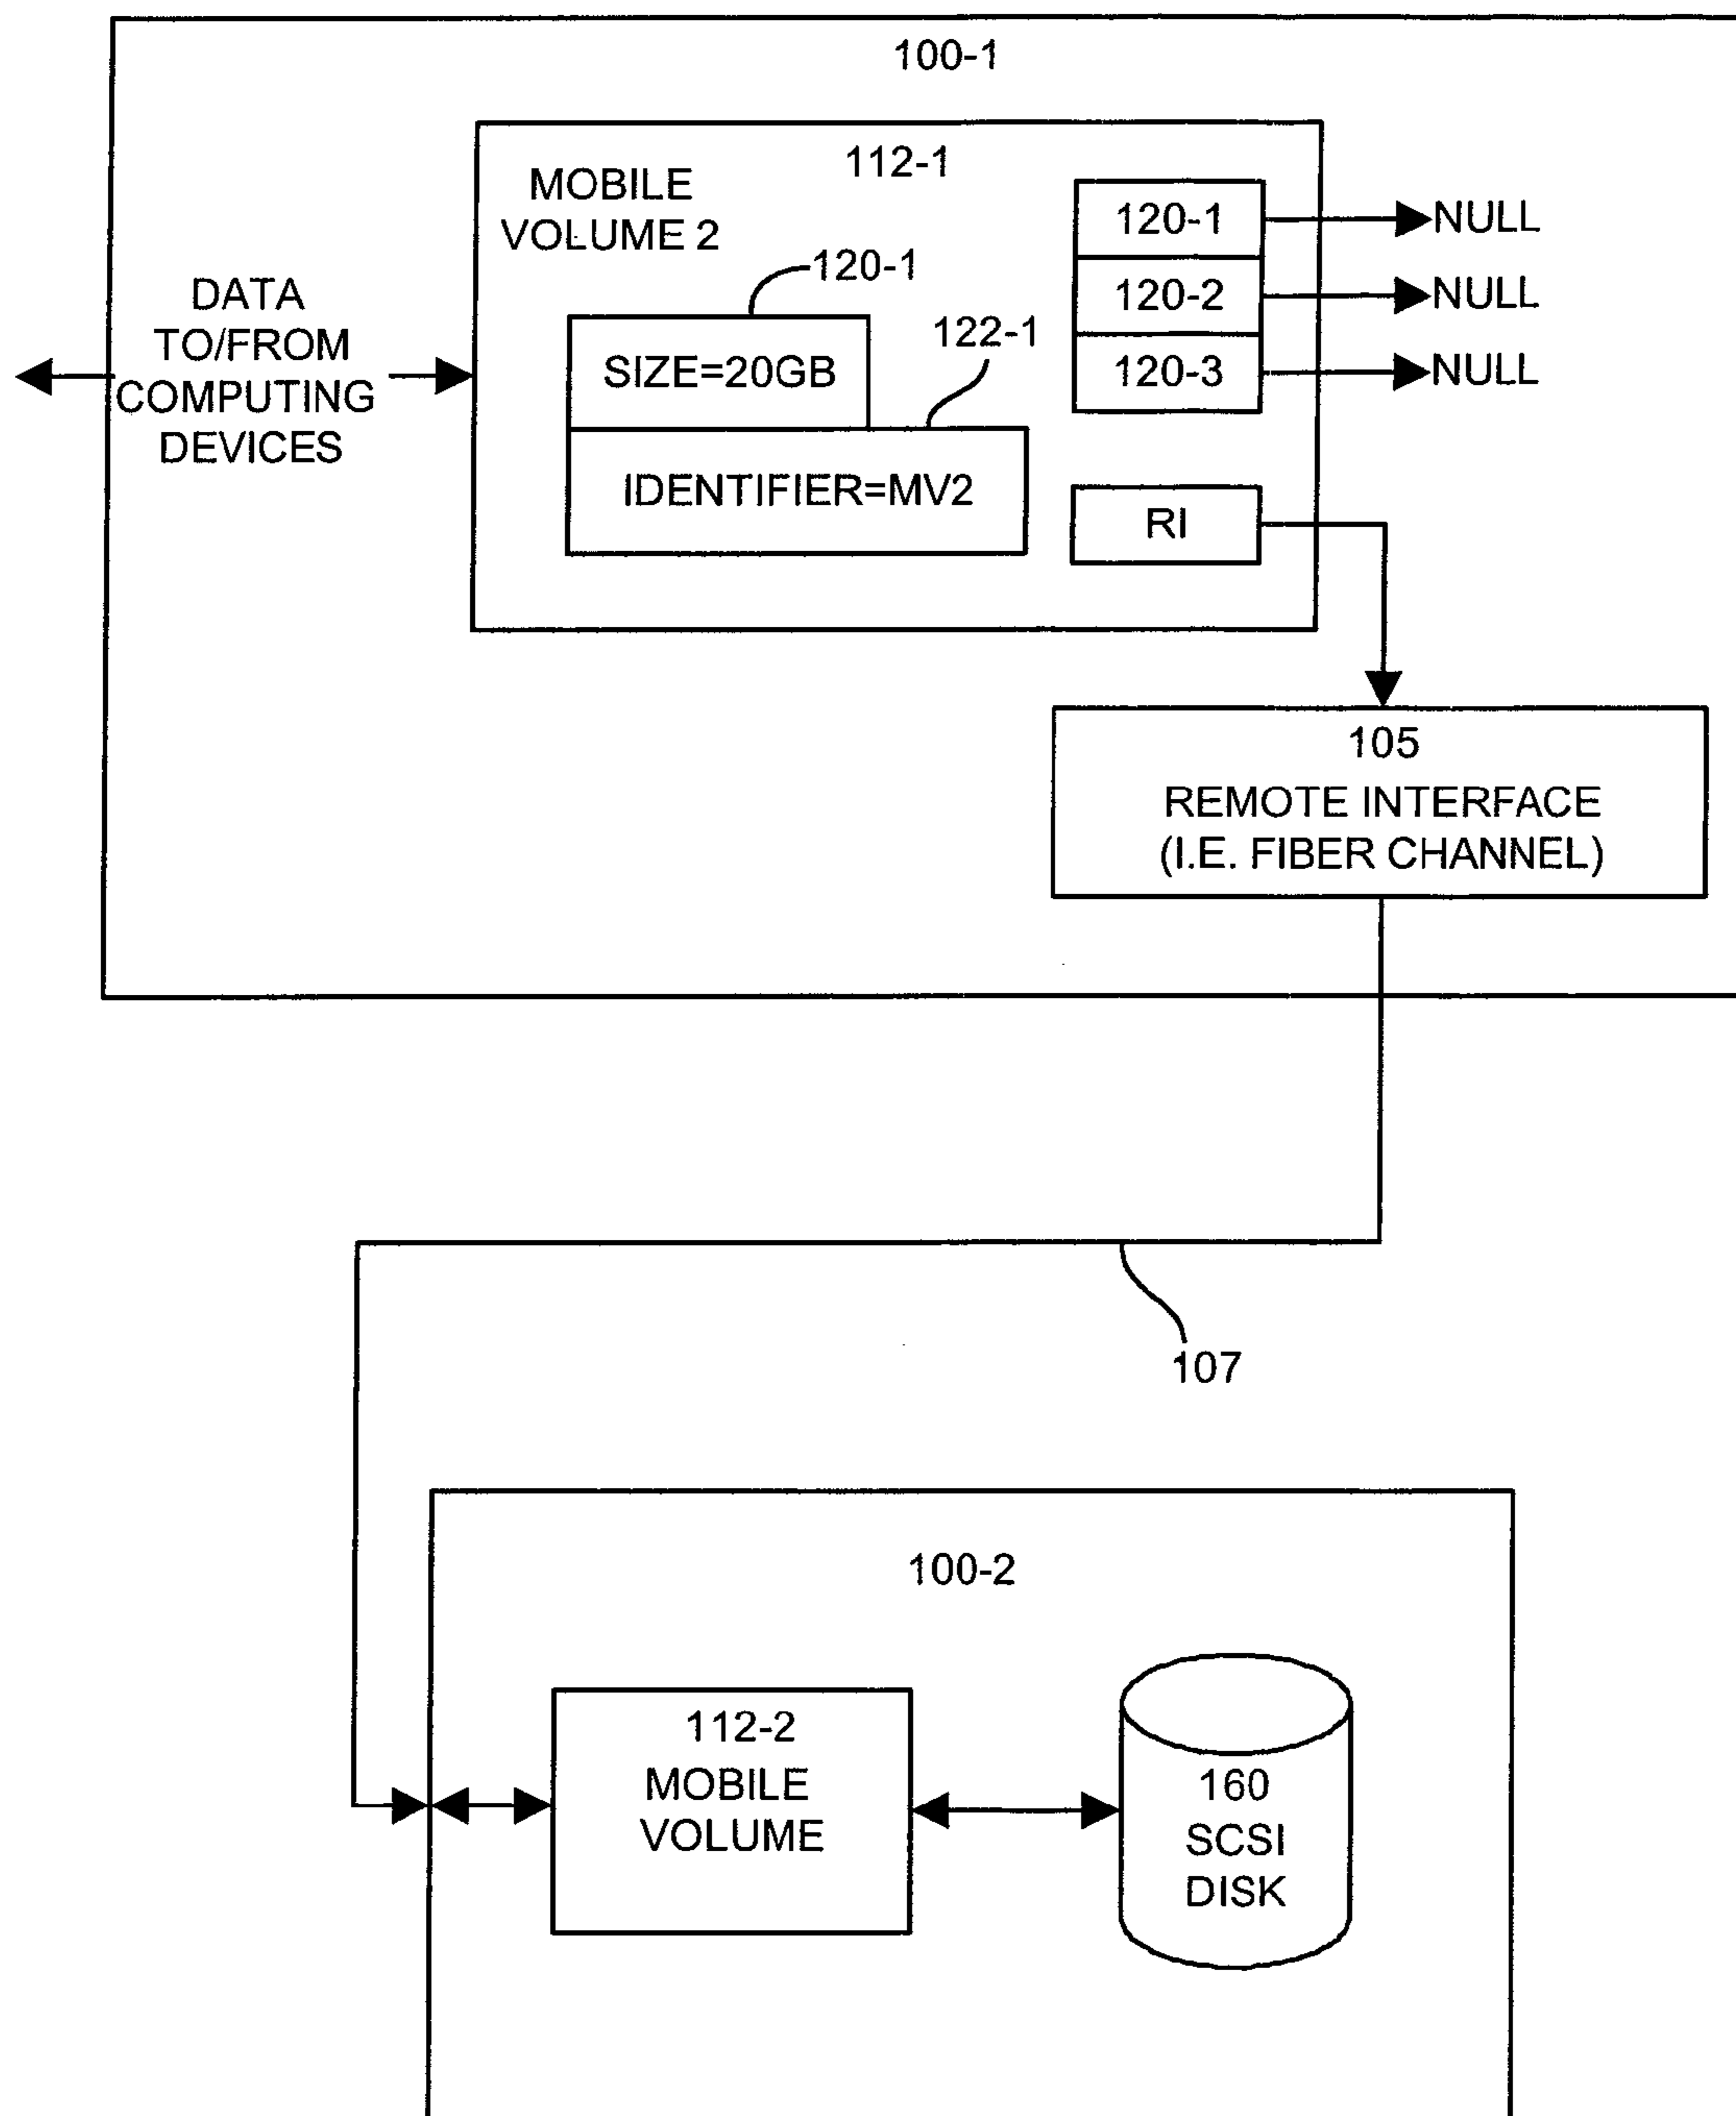 100-1
112-1
MOBILE
VOLUME 2
120-1
SIZE=20GB
122-1
IDENTIFIER=MV2
120-1
NULL
120-2
NULL
120-3
NULL
RI
DATA
TO/FROM
COMPUTING
DEVICES
105
REMOTE INTERFACE
(I.E. FIBER CHANNEL)
107
100-2
112-2
MOBILE
VOLUME
160
SCSI
DISK